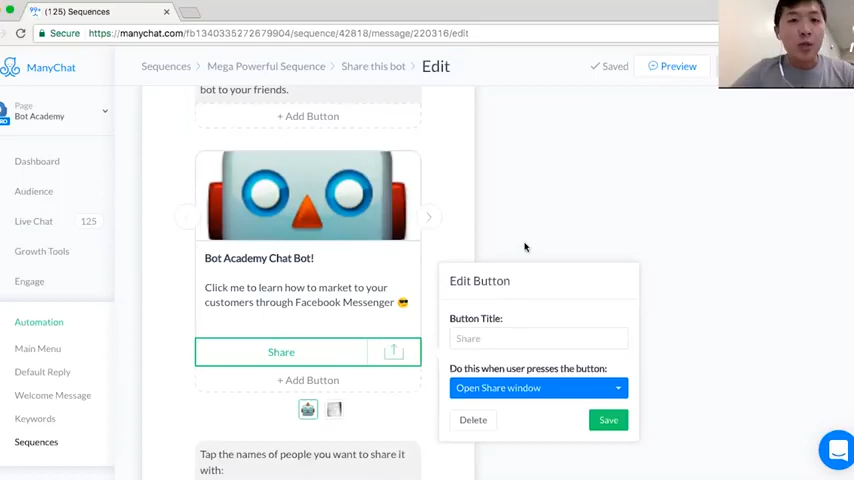 99+ (125) Sequences
Secure https://manychat.com/fb1340335272679904/sequence/42818/message/220316/edit
ManyChat
Sequences > Mega Powerful Sequence > Share this bot > Edit
Saved
Preview
Page
Bot Academy
PRO
Dashboard
Audience
Live Chat 125
Growth Tools
Engage
Automation
Main Menu
Default Reply
Welcome Message
Keywords
Sequences
bot to your friends.
+ Add Button
Bot Academy Chat Bot!
Click me to learn how to market to your
customers through Facebook Messenger 😎
Share
+ Add Button
Tap the names of people you want to share it
with:
Edit Button
Button Title:
Share
Do this when user presses the button:
Open Share window
Delete
Save